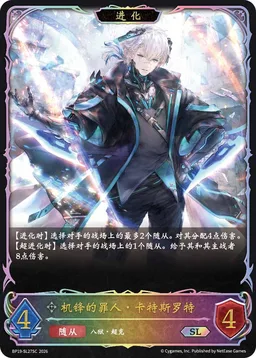 进化
【进化时】选择对手的战场上的最多2个随从。对其分配4点伤害。
【超进化时】选择对手的战场上的1个随从。给予其和其主战者
8点伤害。
机锋的罪人·卡特斯罗特
4
4
随从
八狱·超克
SL
BP19-SL27SC 2026
© Cygames, Inc. Published by NetEase Games